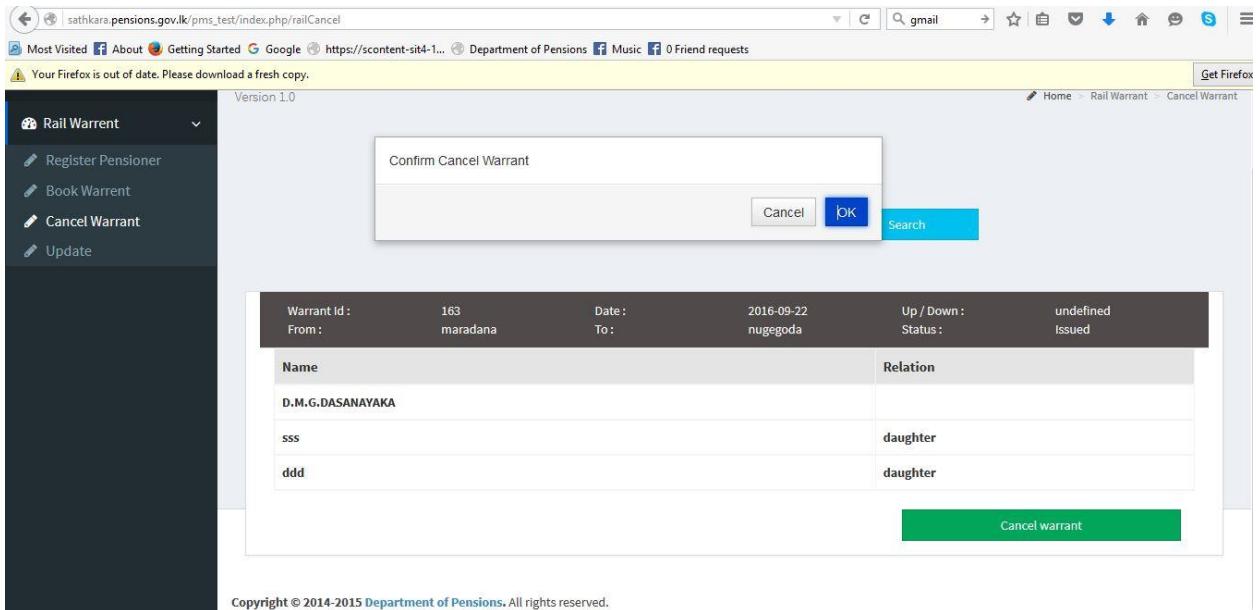 sathkara.pensions.gov.lk/pms_test/index.php/railCancel
gmail
Most Visited About Getting Started Google https://scontent-sit4-1... Department of Pensions Music 0 Friend requests
Your Firefox is out of date. Please download a fresh copy. Get Firefox
Version 1.0 Home > Rail Warrant > Cancel Warrant
Rail Warrent
Register Pensioner
Book Warrent
Cancel Warrant
Update
Confirm Cancel Warrant
Cancel OK
Search
Warrant Id : 163 Date : 2016-09-22 Up / Down : undefined
From : maradana To : nugegoda Status : Issued
Name Relation
D.M.G.DASANAYAKA
sss daughter
ddd daughter
Cancel warrant
Copyright © 2014-2015 Department of Pensions. All rights reserved.